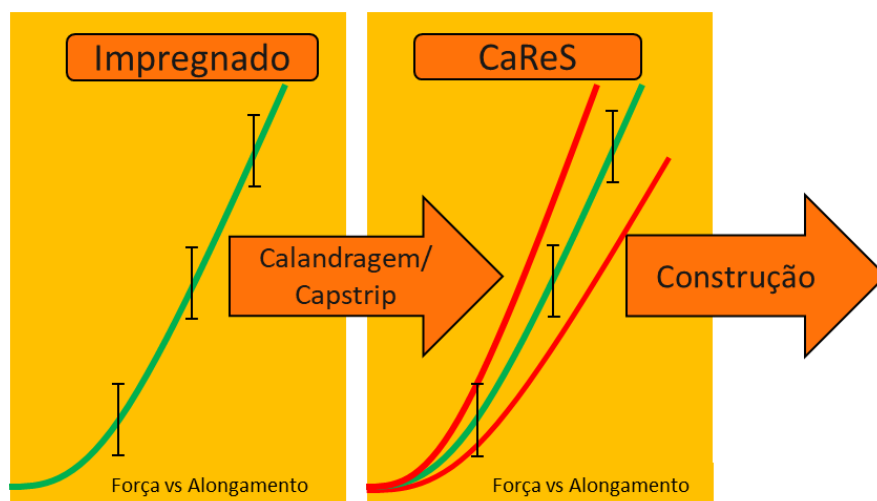 Impregnado
CaReS
Calandragem/
Capstrip
Construção
Força vs Alongamento
Força vs Alongamento